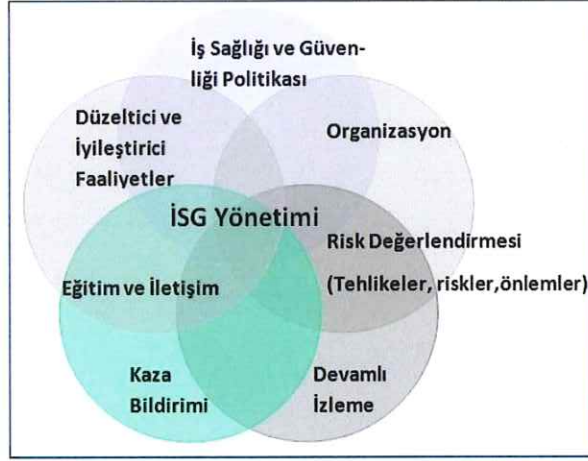 İş Sağlığı ve Güven-
liği Politikası
Düzeltici ve
İyileştirici
Faaliyetler
Organizasyon
İSG Yönetimi
Risk Değerlendirmesi
(Tehlikeler, riskler,önlemler)
Eğitim ve İletişim
Kaza
Bildirimi
Devamlı
İzleme